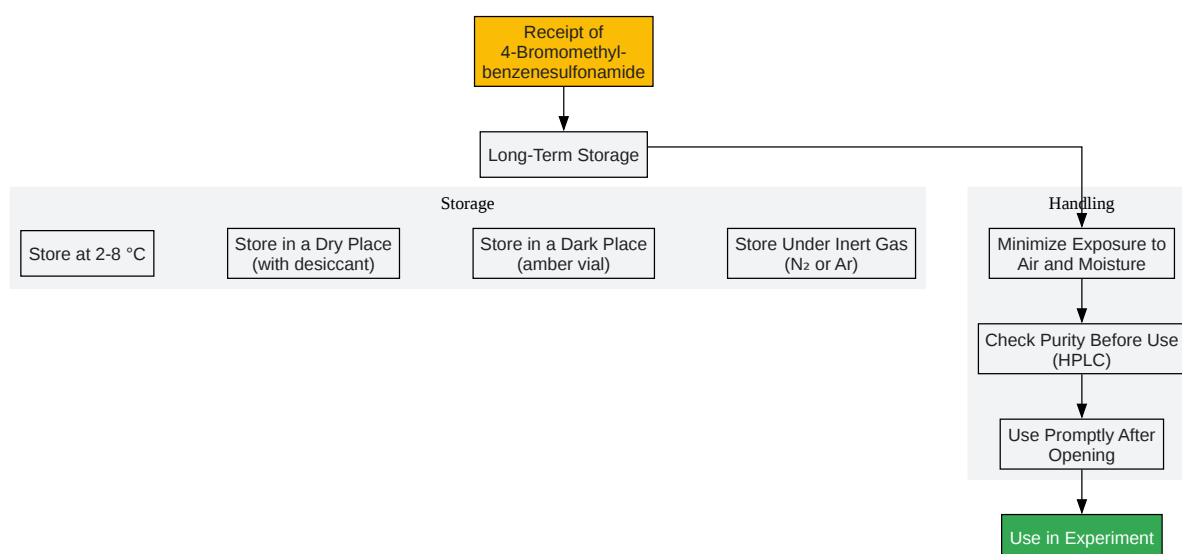 Receipt of
4-Bromomethyl-
benzenesulfonamide
Long-Term Storage
Storage
Store at 2-8 °C
Store in a Dry Place
(with desiccant)
Store in a Dark Place
(amber vial)
Store Under Inert Gas
(N₂ or Ar)
Handling
Minimize Exposure to
Air and Moisture
Check Purity Before Use
(HPLC)
Use Promptly After
Opening
Use in Experiment